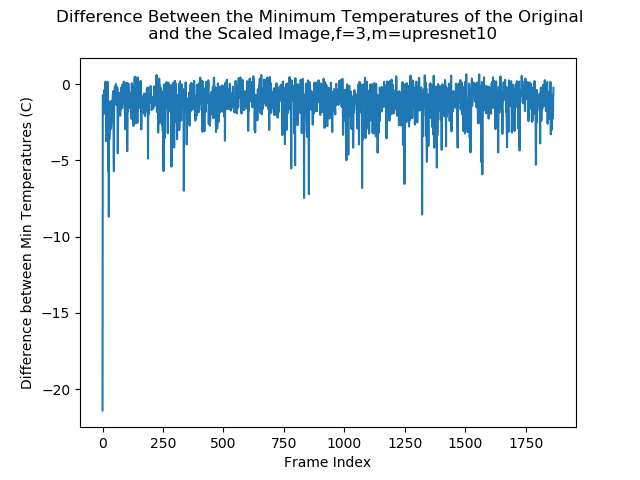 Difference Between the Minimum Temperatures of the Original
and the Scaled Image,f=3,m=upresnet10
Difference between Min Temperatures (C)
0
−5
−10
−15
−20
0 250 500 750 1000 1250 1500 1750
Frame Index